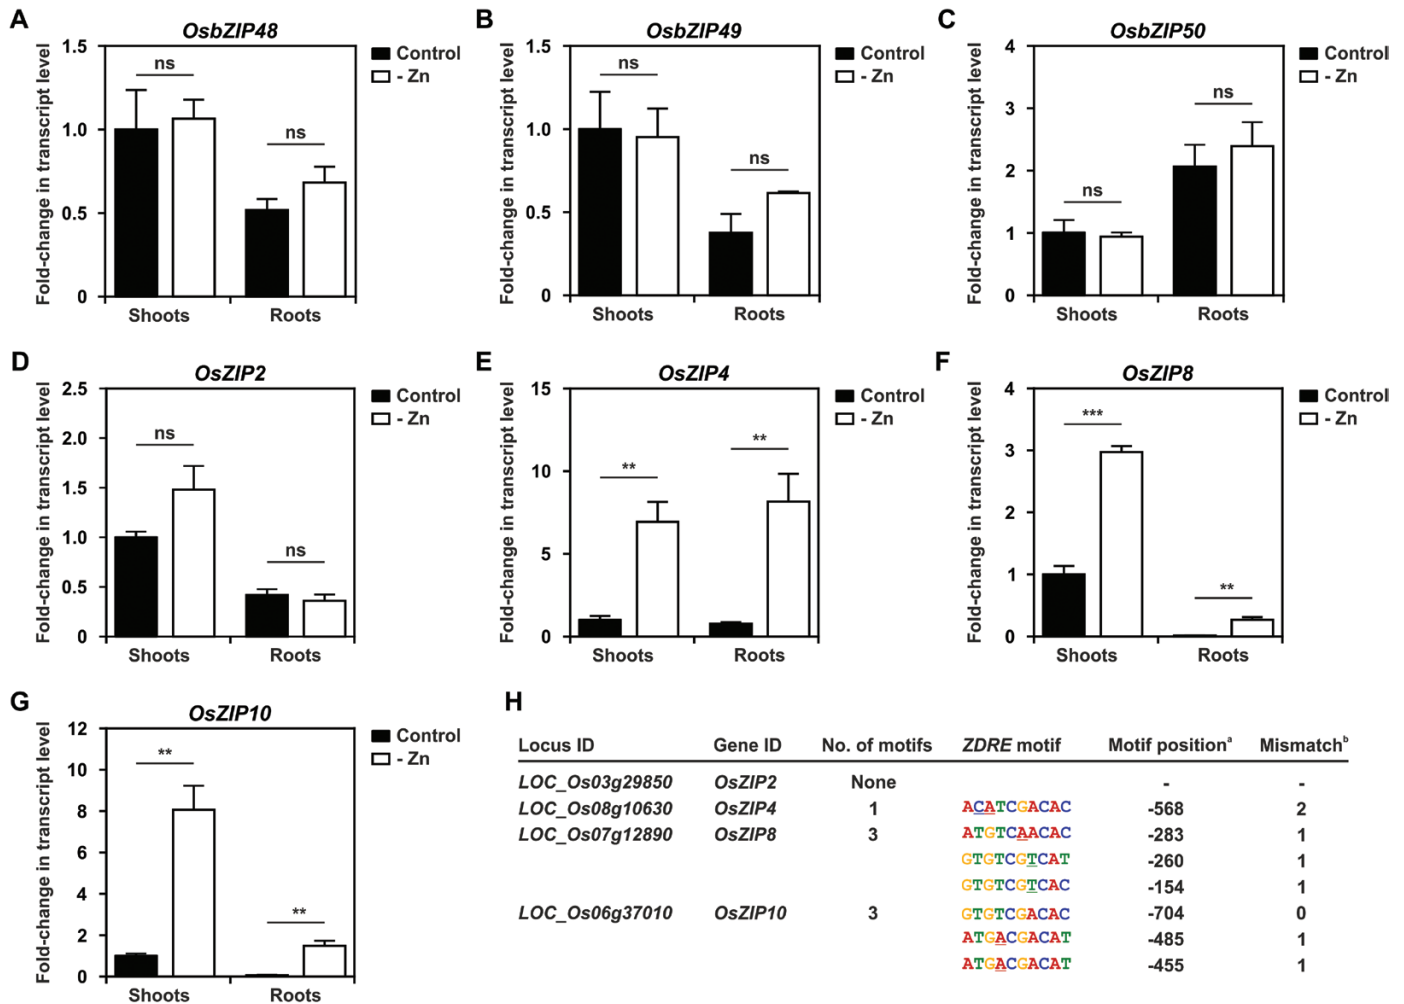 A
OsbZIP48
Fold-change in transcript level
1.5
1.0
0.5
0
ns
ns
Shoots
Roots
Control
- Zn
B
OsbZIP49
Fold-change in transcript level
1.5
1.0
0.5
0
ns
ns
Shoots
Roots
Control
- Zn
C
OsbZIP50
Fold-change in transcript level
4
3
2
1
0
ns
ns
Shoots
Roots
Control
- Zn
D
OsZIP2
Fold-change in transcript level
2.5
2.0
1.5
1.0
0.5
0
ns
ns
Shoots
Roots
Control
- Zn
E
OsZIP4
Fold-change in transcript level
15
10
5
0
**
**
Shoots
Roots
Control
- Zn
F
OsZIP8
Fold-change in transcript level
4
3
2
1
0
***
**
Shoots
Roots
Control
- Zn
G
OsZIP10
Fold-change in transcript level
12
10
8
6
4
2
0
**
**
Shoots
Roots
Control
- Zn
H
Locus ID Gene ID No. of motifs ZDRE motif Motif positionᵃ Mismatchᵇ
LOC_Os03g29850 OsZIP2 None - -
LOC_Os08g10630 OsZIP4 1 ACATCGACAC -568 2
LOC_Os07g12890 OsZIP8 3 ATGTCAACAC -283 1
GTGTCGTCAT -260 1
GTGTCGTCAC -154 1
LOC_Os06g37010 OsZIP10 3 GTGTCGACAC -704 0
ATGACGACAT -485 1
ATGACGACAT -455 1